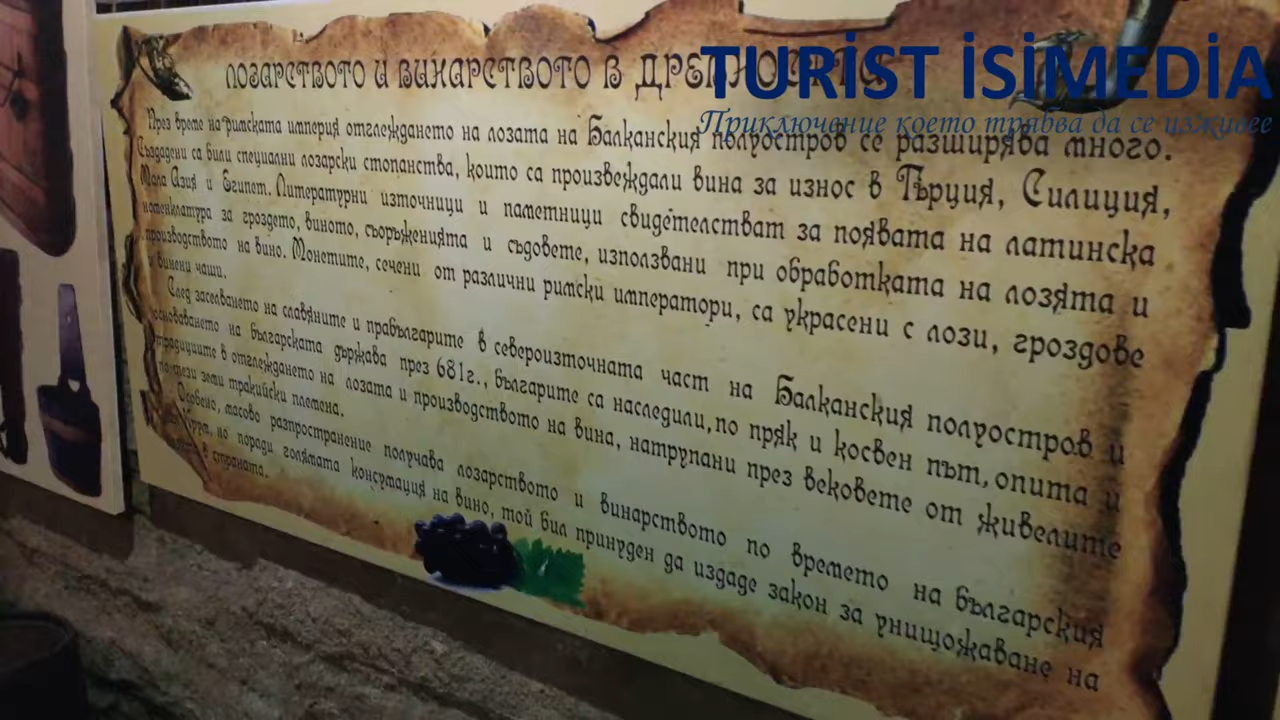 TURİST İSİMEDİA
Приключение което трябва да се изживее
ЛОЗАРСТВОТО И ВИНАРСТВОТО В
През време на римската империя отглеждането на лозата на Балканския полуостров се разширява много.
Създадени са били специални лозарски стопанства, които са произвеждали вина за износ в Гърция, Силиция,
Мала Азия и Египет. Литературни източници и паметници свидетелстват за появата на латинска
номенклатура за гроздето, виното, съоръженията и съдовете, използвани при обработката на лозята и
производството на вино. Монетите, сечени от различни римски императори, са украсени с лози, гроздове
и винени чаши.
След заселването на славяните и прабългарите в североизточната част на Балканския полуостров и
основаването на българската държава през 681г., българите са наследили, по пряк и косвен път, опита и
традициите в отглеждането на лозата и производството на вина, натрупани през вековете от живелите
по тези земи тракийски племена.
Особено, масово разпространение получава лозарството и винарството по времето на българския
Крум, но поради голямата консумация на вино, той бил принуден да издаде закон за унищожаване на
в страната.